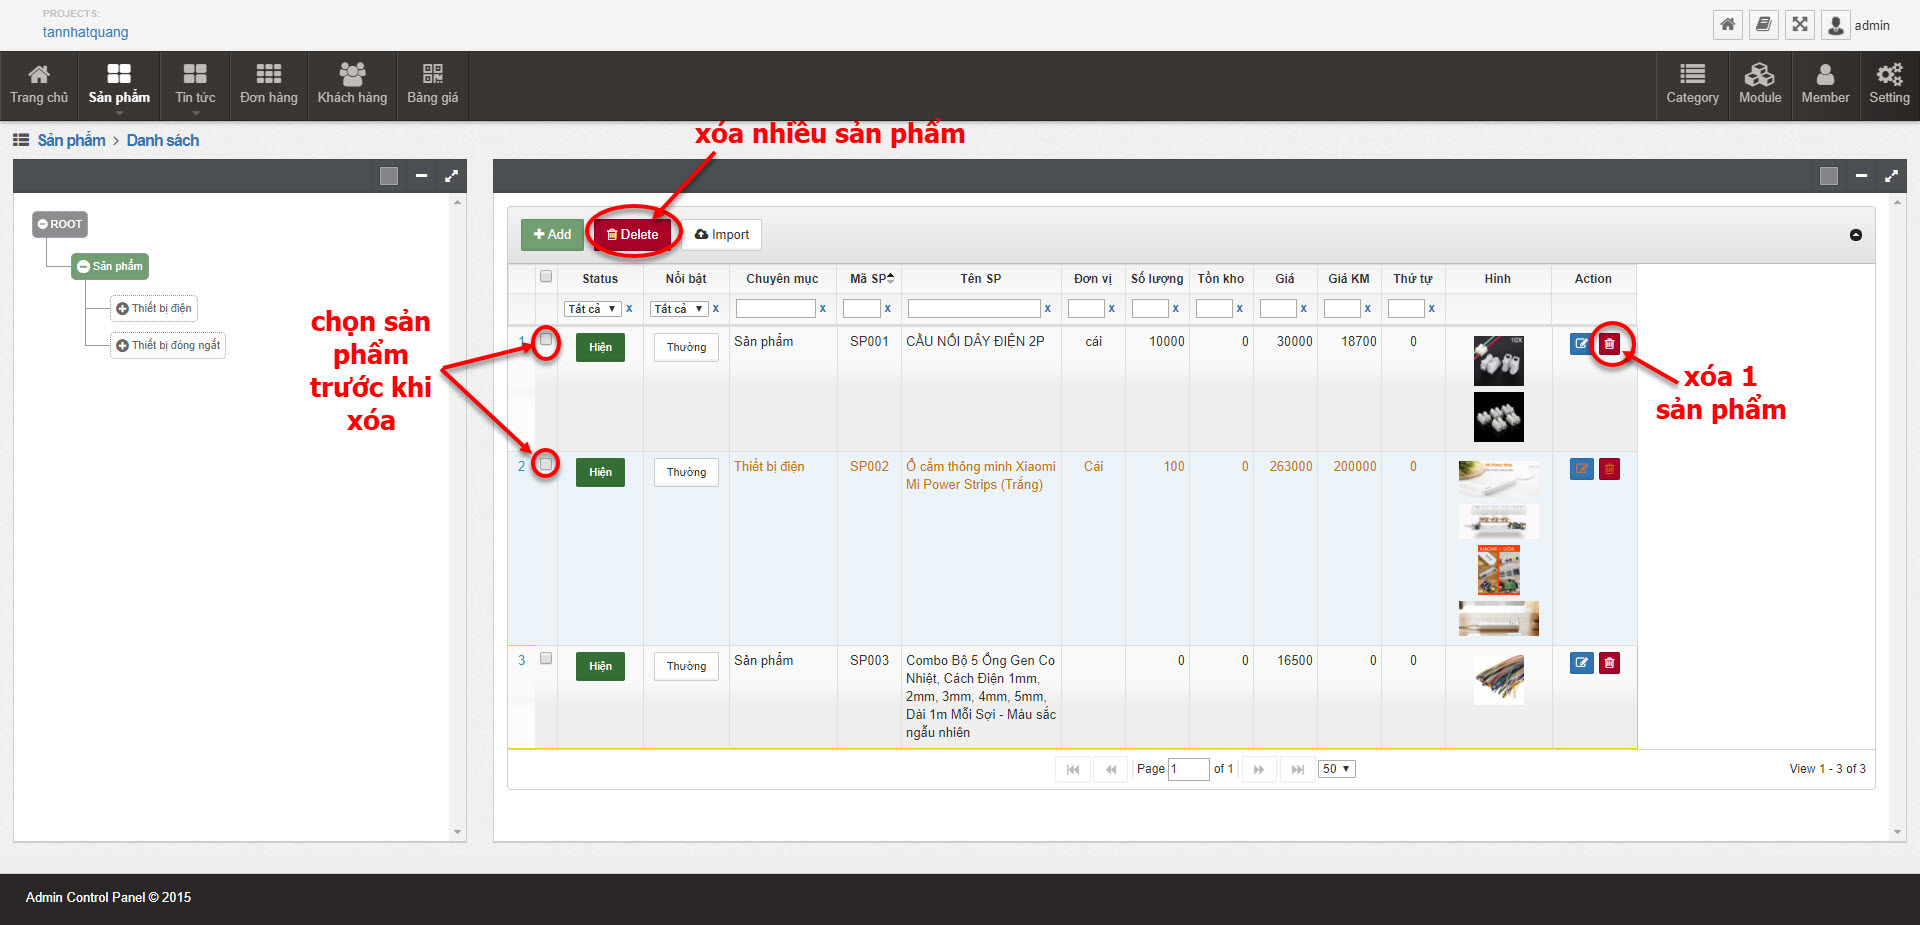 PROJECTS:
tannhatquang
admin
Trang chủ
Sản phẩm
Tin tức
Đơn hàng
Khách hàng
Bảng giá
Category
Module
Member
Setting
Sản phẩm > Danh sách
xóa nhiều sản phẩm
ROOT
Sản phẩm
Thiết bị điện
Thiết bị đóng ngắt
chọn sản
phẩm
trước khi
xóa
Add
Delete
Import
Status
Nổi bật
Chuyên mục
Mã SP
Tên SP
Đơn vị
Số lượng
Tồn kho
Giá
Giá KM
Thứ tự
Hình
Action
Tất cả x
Tất cả x
x
x
x
x
x
x
x
x
x
1 Hiện Thường Sản phẩm SP001 CẦU NỐI DÂY ĐIỆN 2P cái 10000 0 30000 18700 0
10X
xóa 1
sản phẩm
2 Hiện Thường Thiết bị điện SP002 Ổ cắm thông minh Xiaomi Cái 100 0 263000 200000 0
Mi Power Strips (Trắng)
3 Hiện Thường Sản phẩm SP003 Combo Bộ 5 Ống Gen Co 0 0 16500 0 0
Nhiệt, Cách Điện 1mm,
2mm, 3mm, 4mm, 5mm,
Dài 1m Mỗi Sợi - Màu sắc
ngẫu nhiên
Page 1 of 1
50
View 1 - 3 of 3
Admin Control Panel © 2015